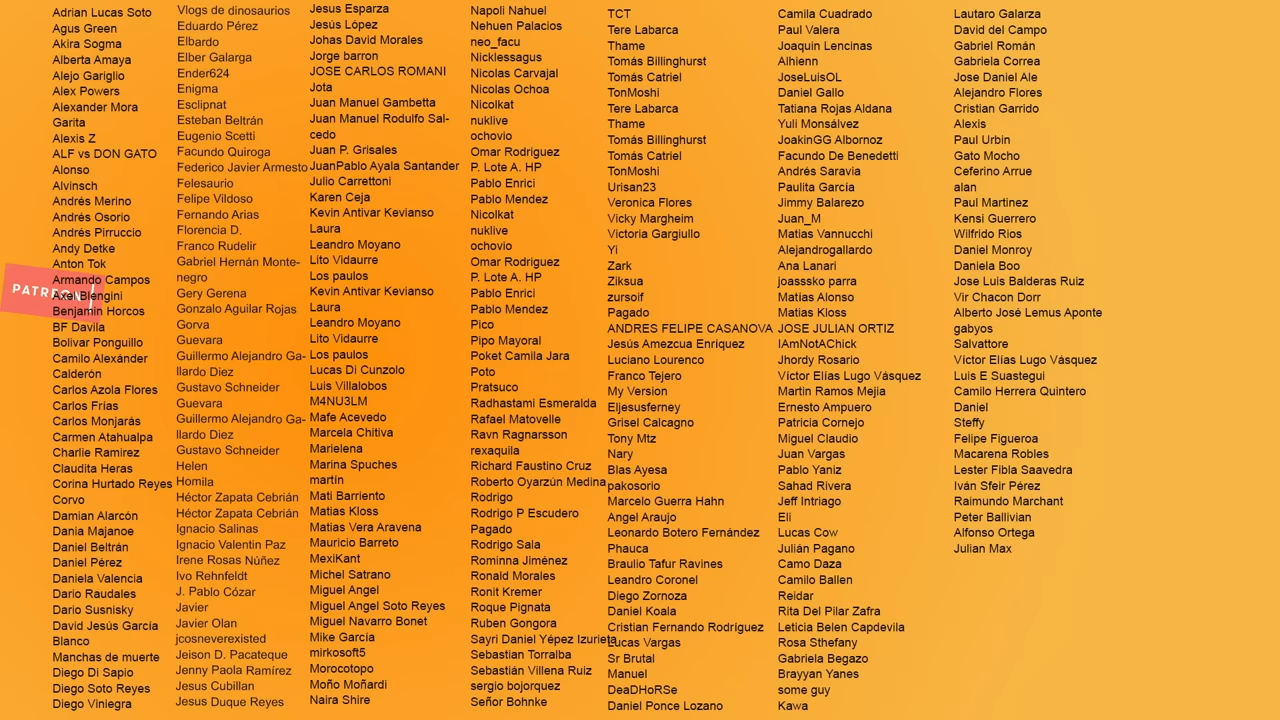 Adrian Lucas Soto
Agus Green
Akira Sogma
Alberta Amaya
Alejo Gariglio
Alex Powers
Alexander Mora
Garita
Alexis Z
ALF vs DON GATO
Alonso
Alvinsch
Andrés Merino
Andrés Osorio
Andrés Pirruccio
Andy Detke
Anton Tok
Armando Campos
PATREON
Axel Blengini
Benjamin Horcos
BF Davila
Bolivar Ponguillo
Camilo Alexánder
Calderón
Carlos Azola Flores
Carlos Frías
Carlos Monjarás
Carmen Atahualpa
Charlie Ramirez
Claudita Heras
Corina Hurtado Reyes
Corvo
Damian Alarcón
Dania Majanoe
Daniel Beltrán
Daniel Pérez
Daniela Valencia
Dario Raudales
Dario Susnisky
David Jesús García
Blanco
Manchas de muerte
Diego Di Sapio
Diego Soto Reyes
Diego Viniegra
Vlogs de dinosaurios
Eduardo Pérez
Elbardo
Elber Galarga
Ender624
Enigma
Esclipnat
Esteban Beltrán
Eugenio Scetti
Facundo Quiroga
Federico Javier Armesto
Felesaurio
Felipe Vildoso
Fernando Arias
Florencia D.
Franco Rudelir
Gabriel Hernán Monte-
negro
Gery Gerena
Gonzalo Aguilar Rojas
Gorva
Guevara
Guillermo Alejandro Ga-
llardo Diez
Gustavo Schneider
Guevara
Guillermo Alejandro Ga-
llardo Diez
Gustavo Schneider
Helen
Homila
Héctor Zapata Cebrián
Héctor Zapata Cebrián
Ignacio Salinas
Ignacio Valentin Paz
Irene Rosas Núñez
Ivo Rehnfeldt
J. Pablo Cózar
Javier
Javier Olan
jcosneverexisted
Jeison D. Pacateque
Jenny Paola Ramírez
Jesus Cubillan
Jesus Duque Reyes
Jesus Esparza
Jesús López
Johas David Morales
Jorge barron
JOSE CARLOS ROMANI
Jota
Juan Manuel Gambetta
Juan Manuel Rodulfo Sal-
cedo
Juan P. Grisales
JuanPablo Ayala Santander
Julio Carrettoni
Karen Ceja
Kevin Antivar Kevianso
Laura
Leandro Moyano
Lito Vidaurre
Los paulos
Kevin Antivar Kevianso
Laura
Leandro Moyano
Lito Vidaurre
Los paulos
Lucas Di Cunzolo
Luis Villalobos
M4NU3LM
Mafe Acevedo
Marcela Chitiva
Marielena
Marina Spuches
martín
Mati Barriento
Matias Kloss
Matias Vera Aravena
Mauricio Barreto
MexiKant
Michel Satrano
Miguel Angel
Miguel Angel Soto Reyes
Miguel Navarro Bonet
Mike García
mirkosoft5
Morocotopo
Moño Moñardi
Naira Shire
Napoli Nahuel
Nehuen Palacios
neo_facu
Nicklessagus
Nicolas Carvajal
Nicolas Ochoa
Nicolkat
nuklive
ochovio
Omar Rodriguez
P. Lote A. HP
Pablo Enrici
Pablo Mendez
Nicolkat
nuklive
ochovio
Omar Rodriguez
P. Lote A. HP
Pablo Enrici
Pablo Mendez
Pico
Pipo Mayoral
Poket Camila Jara
Poto
Pratsuco
Radhastami Esmeralda
Rafael Matovelle
Ravn Ragnarsson
rexaquila
Richard Faustino Cruz
Roberto Oyarzún Medina
Rodrigo
Rodrigo P Escudero
Pagado
Rodrigo Sala
Rominna Jiménez
Ronald Morales
Ronit Kremer
Roque Pignata
Ruben Gongora
Sayri Daniel Yépez Izurieta
Sebastian Torralba
Sebastián Villena Ruiz
sergio bojorquez
Señor Bohnke
TCT
Tere Labarca
Thame
Tomás Billinghurst
Tomás Catriel
TonMoshi
Tere Labarca
Thame
Tomás Billinghurst
Tomás Catriel
TonMoshi
Urisan23
Veronica Flores
Vicky Margheim
Victoria Gargiullo
Yi
Zark
Ziksua
zursoif
Pagado
ANDRES FELIPE CASANOVA
Jesús Amezcua Enríquez
Luciano Lourenco
Franco Tejero
My Version
Eljesusferney
Grisel Calcagno
Tony Mtz
Nary
Blas Ayesa
pakosorio
Marcelo Guerra Hahn
Angel Araujo
Leonardo Botero Fernández
Phauca
Braulio Tafur Ravines
Leandro Coronel
Diego Zornoza
Daniel Koala
Cristian Fernando Rodríguez
Lucas Vargas
Sr Brutal
Manuel
DeaDHoRSe
Daniel Ponce Lozano
Camila Cuadrado
Paul Valera
Joaquin Lencinas
Alhienn
JoseLuisOL
Daniel Gallo
Tatiana Rojas Aldana
Yuli Monsálvez
JoakinGG Albornoz
Facundo De Benedetti
Andrés Saravia
Paulita García
Jimmy Balarezo
Juan_M
Matias Vannucchi
Alejandrogallardo
Ana Lanari
joasssko parra
Matías Alonso
Matias Kloss
JOSE JULIAN ORTIZ
IAmNotAChick
Jhordy Rosario
Víctor Elías Lugo Vásquez
Martin Ramos Mejia
Ernesto Ampuero
Patricia Cornejo
Miguel Claudio
Juan Vargas
Pablo Yaniz
Sahad Rivera
Jeff Intriago
Eli
Lucas Cow
Julián Pagano
Camo Daza
Camilo Ballen
Reidar
Rita Del Pilar Zafra
Leticia Belen Capdevila
Rosa Sthefany
Gabriela Begazo
Brayyan Yanes
some guy
Kawa
Lautaro Galarza
David del Campo
Gabriel Román
Gabriela Correa
Jose Daniel Ale
Alejandro Flores
Cristian Garrido
Alexis
Paul Urbin
Gato Mocho
Ceferino Arrue
alan
Paul Martinez
Kensi Guerrero
Wilfrido Rios
Daniel Monroy
Daniela Boo
Jose Luis Balderas Ruiz
Vir Chacon Dorr
Alberto José Lemus Aponte
gabyos
Salvattore
Víctor Elías Lugo Vásquez
Luis E Suastegui
Camilo Herrera Quintero
Daniel
Steffy
Felipe Figueroa
Macarena Robles
Lester Fibla Saavedra
Iván Sfeir Pérez
Raimundo Marchant
Peter Ballivian
Alfonso Ortega
Julian Max